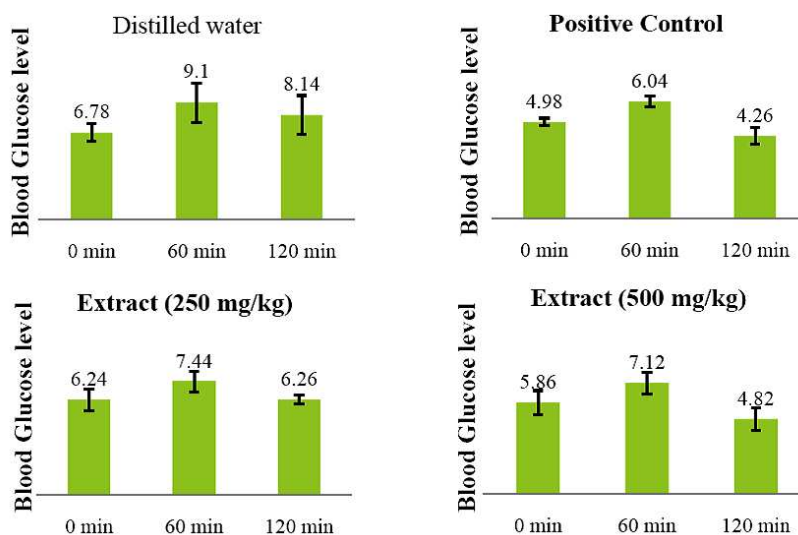 Distilled water
Blood Glucose level
6.78
9.1
8.14
0 min
60 min
120 min
Positive Control
Blood Glucose level
4.98
6.04
4.26
0 min
60 min
120 min
Extract (250 mg/kg)
Blood Glucose level
6.24
7.44
6.26
0 min
60 min
120 min
Extract (500 mg/kg)
Blood Glucose level
5.86
7.12
4.82
0 min
60 min
120 min